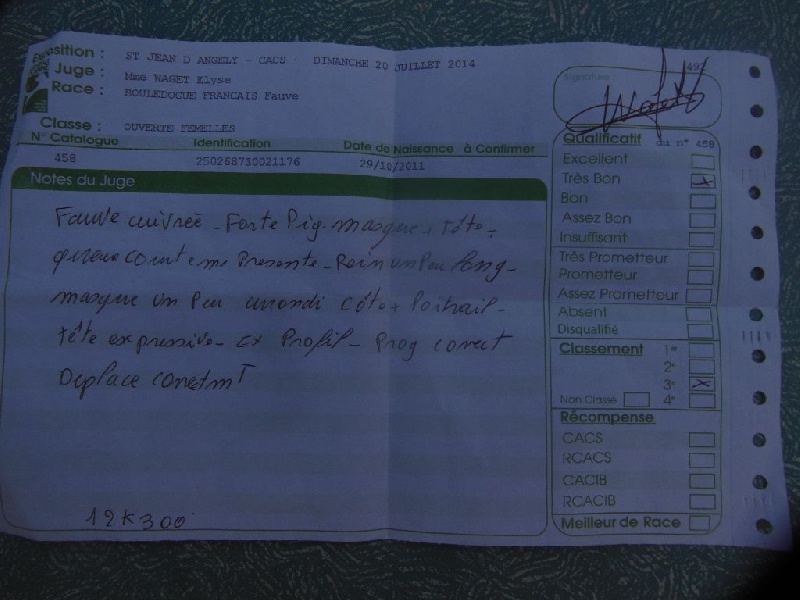 Exposition : ST JEAN D ANGELY - CACS - DIMANCHE 20 JUILLET 2014
Juge : Mme WAGET Elyse
Race : BOULEDOGUE FRANCAIS Fauve
Classe : OUVERTE FEMELLES
N° Catalogue Identification Date de Naissance à Confirmer
458 250268730021176 29/10/2011
Notes du Juge
Fauve cuivrée - Forte Pig. masque + tête -
queue Presente - Rein un Peu long -
masque un Peu arrondi côte + Poitrail -
tête expressive - ex Profil - Prog correct
Deplace
12K300
Signature :
Qualificatif du n° 458
Excellent
Très Bon
Bon
Assez Bon
Insuffisant
Très Prometteur
Prometteur
Assez Prometteur
Absent
Disqualifié
Classement 1er
2e
3e
Non Classé 4e
Récompense
CACS
RCACS
CACIB
RCACIB
Meilleur de Race